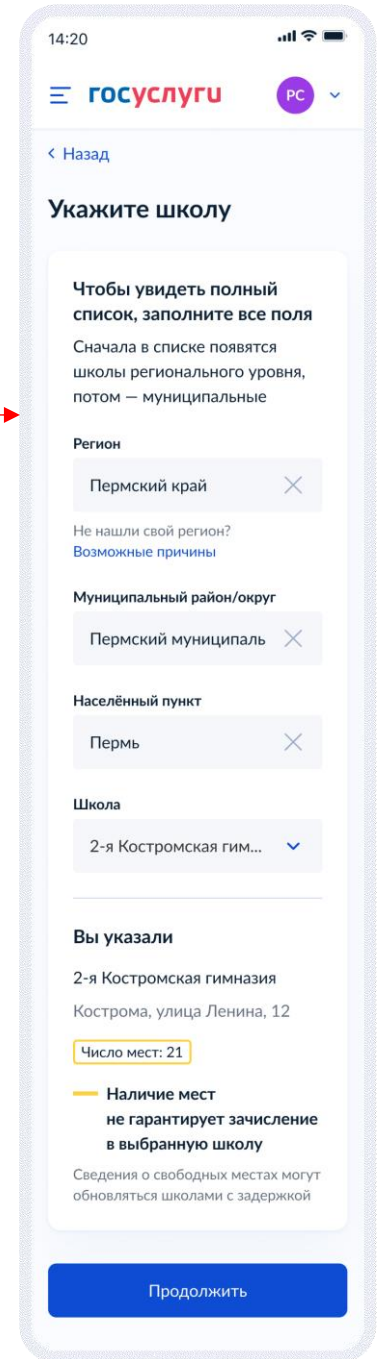 14:20
госуслуги
РС
Назад
Укажите школу
Чтобы увидеть полный
список, заполните все поля
Сначала в списке появятся
школы регионального уровня,
потом — муниципальные
Регион
Пермский край
Не нашли свой регион?
Возможные причины
Муниципальный район/округ
Пермский муниципаль
Населённый пункт
Пермь
Школа
2-я Костромская гим...
Вы указали
2-я Костромская гимназия
Кострома, улица Ленина, 12
Число мест: 21
Наличие мест
не гарантирует зачисление
в выбранную школу
Сведения о свободных местах могут
обновляться школами с задержкой
Продолжить